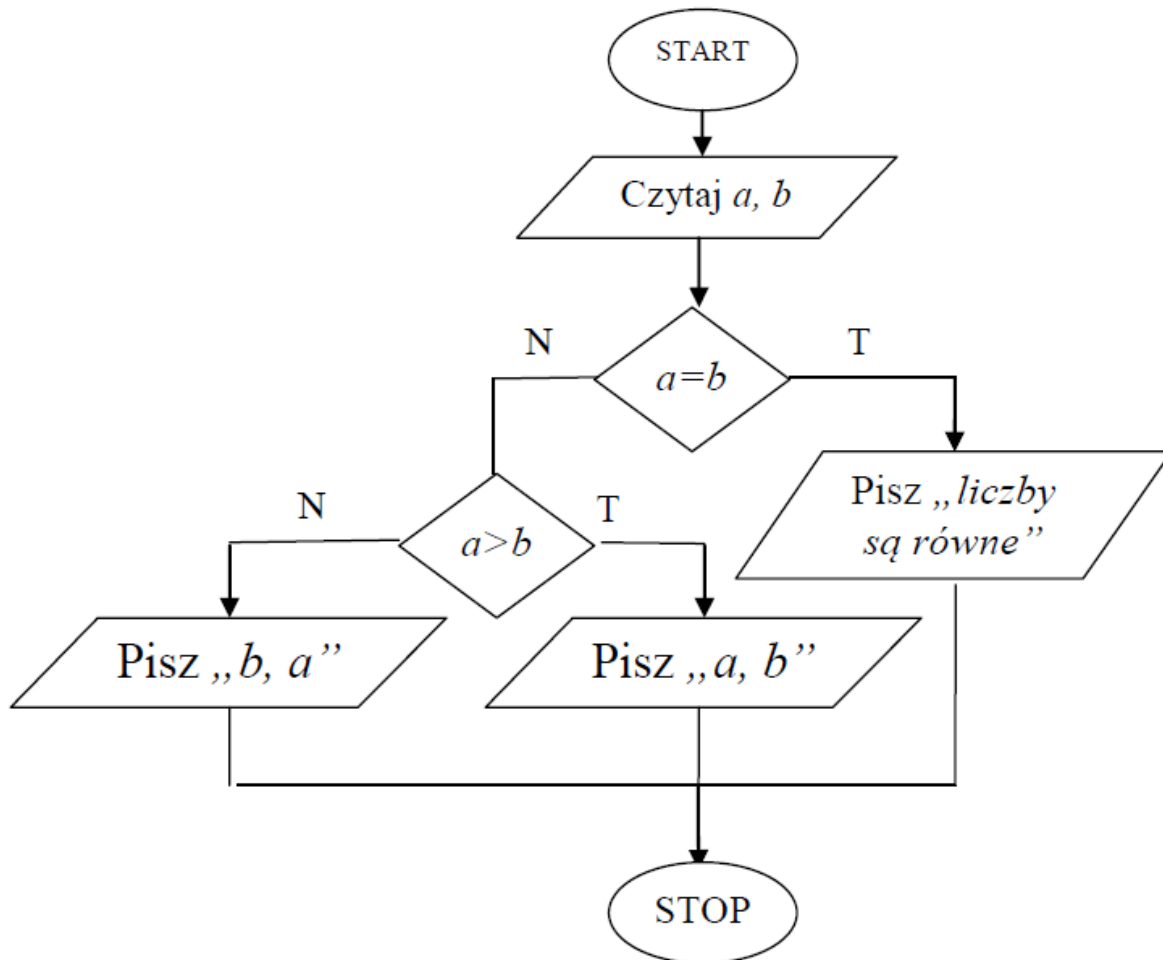 START
Czytaj a, b
N
T
a=b
Pisz „liczby
są równe”
N
T
a>b
Pisz „b, a”
Pisz „a, b”
STOP